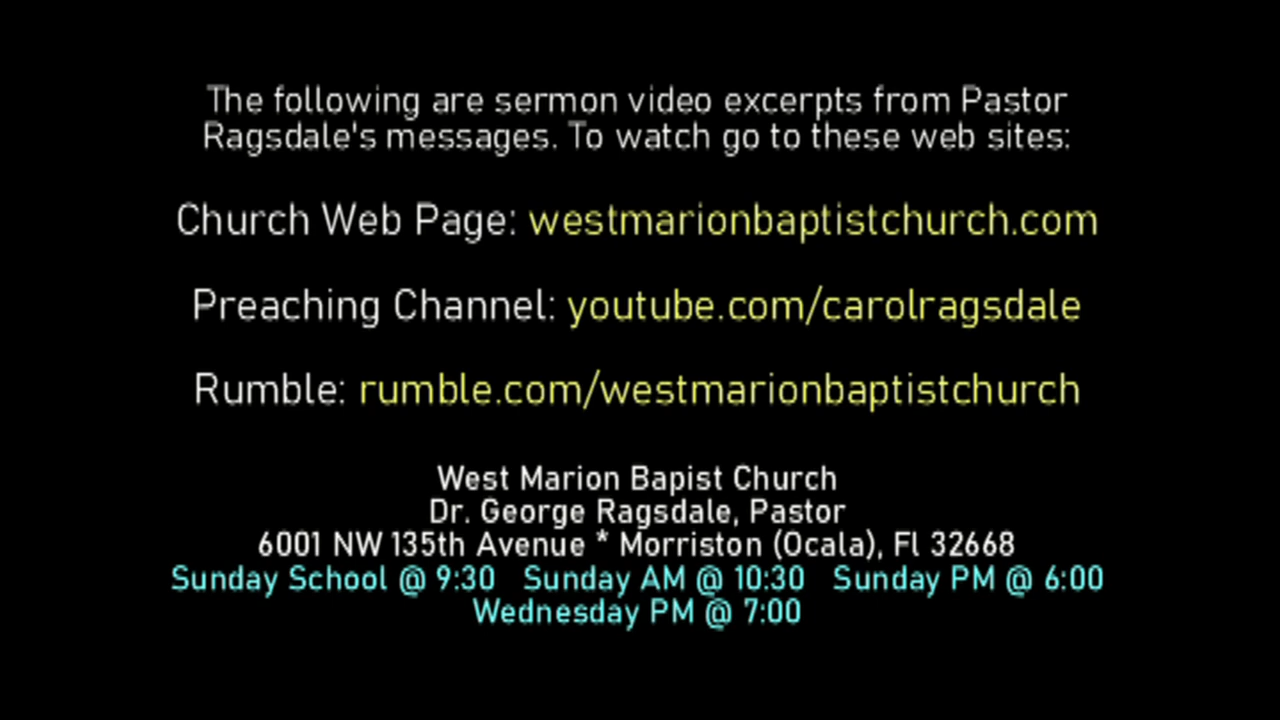 The following are sermon video excerpts from Pastor
Ragsdale's messages. To watch go to these web sites:
Church Web Page: westmarionbaptistchurch.com
Preaching Channel: youtube.com/carolragsdale
Rumble: rumble.com/westmarionbaptistchurch
West Marion Bapist Church
Dr. George Ragsdale, Pastor
6001 NW 135th Avenue * Morriston (Ocala), Fl 32668
Sunday School @ 9:30 Sunday AM @ 10:30 Sunday PM @ 6:00
Wednesday PM @ 7:00